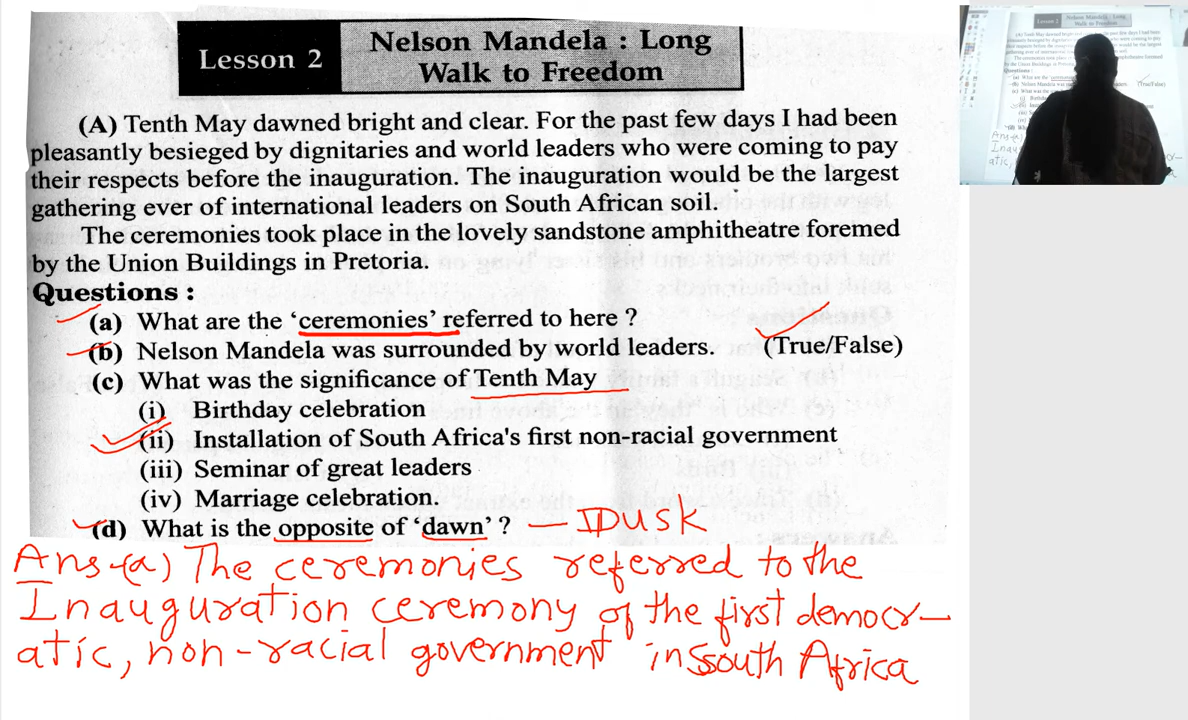 Lesson 2
Nelson Mandela : Long
Walk to Freedom
(A) Tenth May dawned bright and clear. For the past few days I had been
pleasantly besieged by dignitaries and world leaders who were coming to pay
their respects before the inauguration. The inauguration would be the largest
gathering ever of international leaders on South African soil.
The ceremonies took place in the lovely sandstone amphitheatre foremed
by the Union Buildings in Pretoria.
Questions :
(a) What are the ‘ceremonies’ referred to here ?
(b) Nelson Mandela was surrounded by world leaders. (True/False)
(c) What was the significance of Tenth May
(i) Birthday celebration
(ii) Installation of South Africa's first non-racial government
(iii) Seminar of great leaders
(iv) Marriage celebration.
(d) What is the opposite of ‘dawn’ ? — Dusk
Ans-(a) The ceremonies referred to the
Inauguration ceremony of the first democr-
atic, non-racial government in south Africa